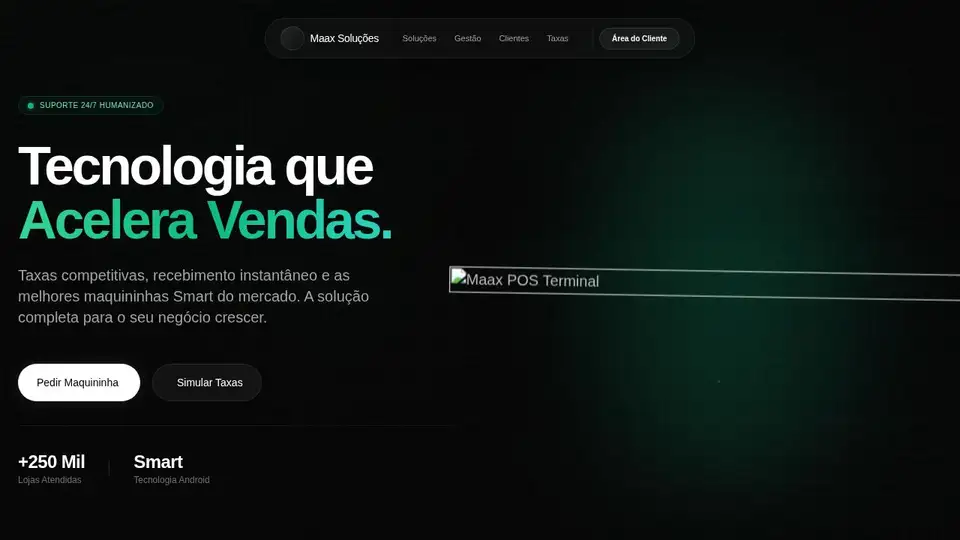 Maax Soluções
Soluções
Gestão
Clientes
Taxas
Área do Cliente
SUPORTE 24/7 HUMANIZADO
Tecnologia que
Acelera Vendas.
Taxas competitivas, recebimento instantâneo e as
melhores maquininhas Smart do mercado. A solução
completa para o seu negócio crescer.
Maax POS Terminal
Pedir Maquininha
Simular Taxas
+250 Mil
Lojas Atendidas
Smart
Tecnologia Android